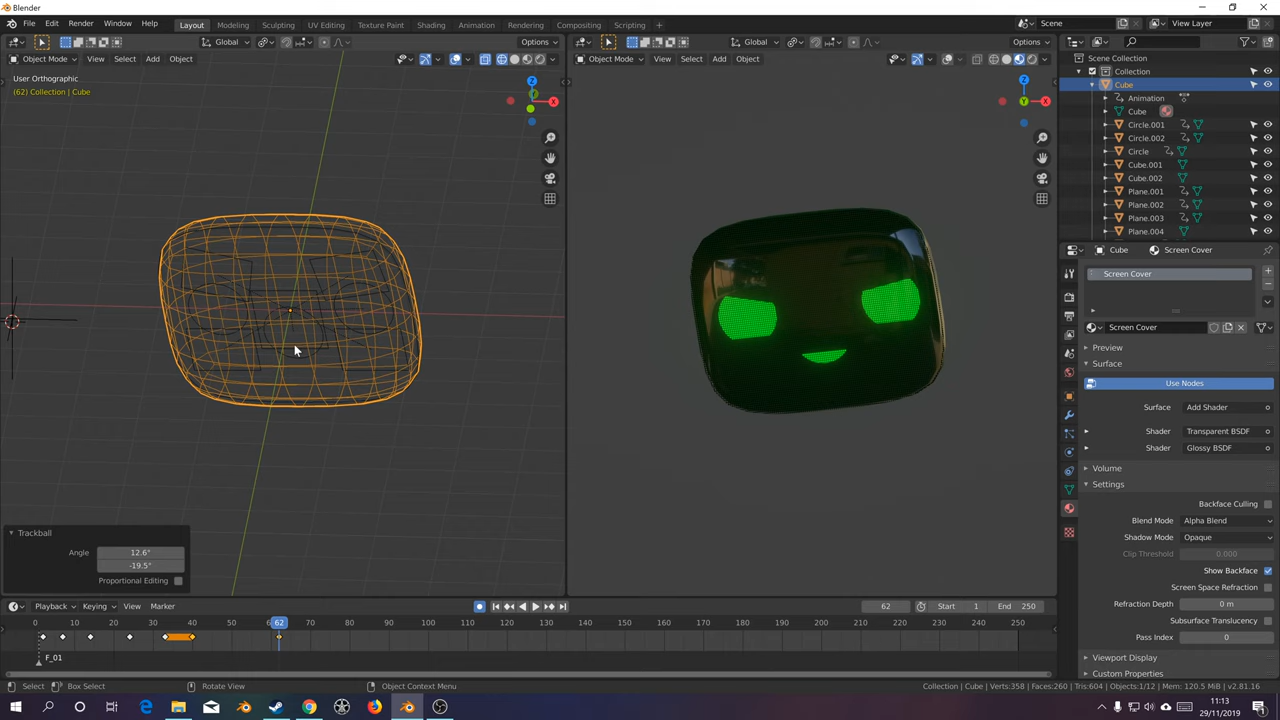 Blender
File Edit Render Window Help Layout Modeling Sculpting UV Editing Texture Paint Shading Animation Rendering Compositing Scripting + Scene View Layer
Global Options Global Options
Object Mode View Select Add Object Object Mode View Select Add Object
User Orthographic
(62) Collection | Cube
Z
X
Y
Z
X
Scene Collection
Collection
Cube
Animation
Cube
Circle.001
Circle.002
Circle
Cube.001
Cube.002
Plane.001
Plane.002
Plane.003
Plane.004
Cube Screen Cover
Screen Cover
Screen Cover
Preview
Surface
Use Nodes
Surface Add Shader
Shader Transparent BSDF
Shader Glossy BSDF
Volume
Settings
Backface Culling
Blend Mode Alpha Blend
Shadow Mode Opaque
Clip Threshold 0.000
Show Backface
Screen Space Refraction
Refraction Depth 0 m
Subsurface Translucency
Pass Index 0
Viewport Display
Custom Properties
Trackball
Angle 12.6°
-19.5°
Proportional Editing
Playback Keying View Marker 62 Start 1 End 250
0 10 20 30 40 50 62 70 80 90 100 110 120 130 140 150 160 170 180 190 200 210 220 230 240 250
F_01
Select Box Select Rotate View Object Context Menu Collection | Cube | Verts:358 | Faces:260 | Tris:604 | Objects:1/12 | Mem: 120.5 MiB | v2.81.16
11:13
29/11/2019